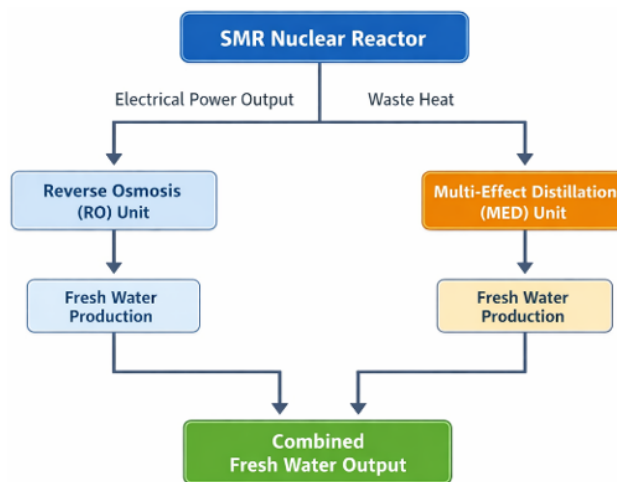 SMR Nuclear Reactor
Electrical Power Output
Waste Heat
Reverse Osmosis
(RO) Unit
Multi-Effect Distillation
(MED) Unit
Fresh Water
Production
Fresh Water
Production
Combined
Fresh Water Output